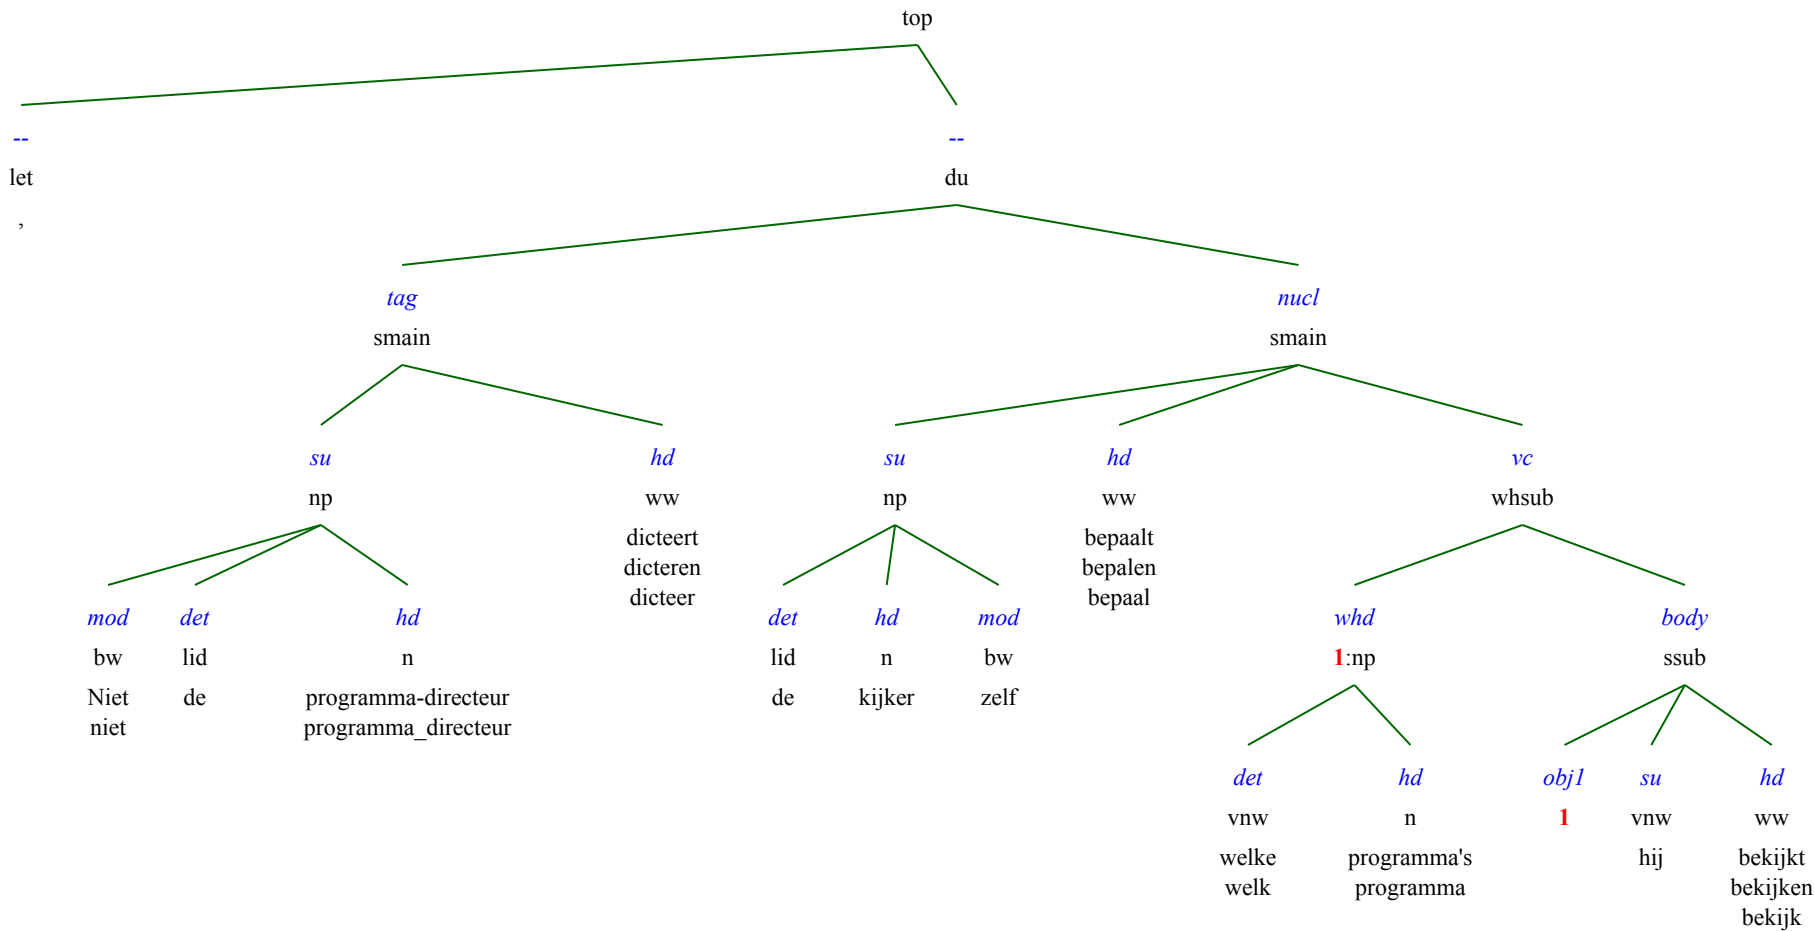 top
-- --
let du
,
tag nucl
smain smain
su hd su hd vc
np ww np ww whsub
dicteert bepaalt
dicteren bepalen
dicteer bepaal
mod det hd det hd mod whd body
bw lid n lid n bw 1:np ssub
Niet de programma-directeur de kijker zelf
niet programma_directeur
det hd obj1 su hd
vnw n 1 vnw ww
welke programma's hij bekijkt
welk programma bekijken
bekijk